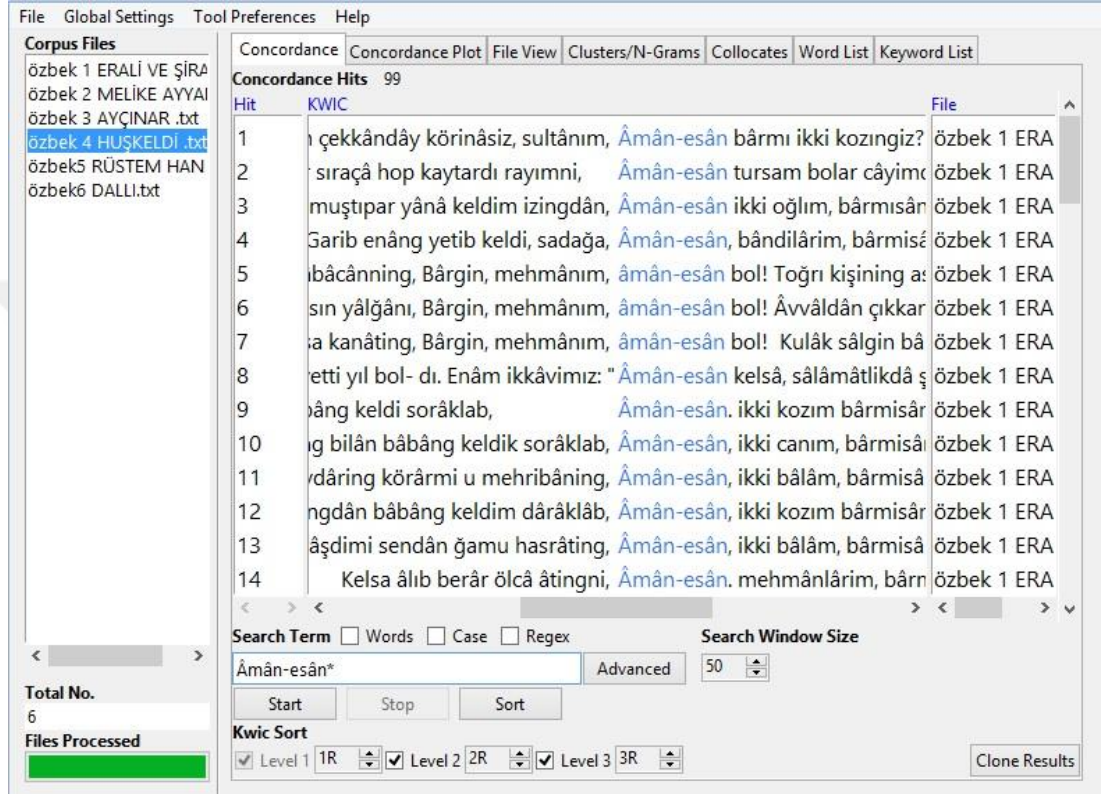 File Global Settings Tool Preferences Help
Corpus Files
özbek 1 ERALİ VE ŞİRA
özbek 2 MELİKE AYYAI
özbek 3 AYÇINAR .txt
özbek 4 HUŞKELDİ .txt
özbek5 RÜSTEM HAN
özbek6 DALLI.txt
Total No.
6
Files Processed
Concordance Concordance Plot File View Clusters/N-Grams Collocates Word List Keyword List
Concordance Hits 99
Hit KWIC File
1 çekkândây körinâsiz, sultânım, Âmân-esân bârmı ikki kozıngiz? özbek 1 ERA
2 sıraçâ hop kaytardı rayımni, Âmân-esân tursam bolar câyimd özbek 1 ERA
3 muştıpar yânâ keldim izingdân, Âmân-esân ikki oğlım, bârmısân özbek 1 ERA
4 Garib enâng yetib keldi, sadağa, Âmân-esân, bândilârim, bârmisâ özbek 1 ERA
5 bâcânning, Bârgin, mehmânım, âmân-esân bol! Toğrı kişining as özbek 1 ERA
6 sın yâlğânı, Bârgin, mehmânım, âmân-esân bol! Âvvâldân çıkkan özbek 1 ERA
7 sa kanâting, Bârgin, mehmânım, âmân-esân bol! Kulâk sâlgin bâ özbek 1 ERA
8 etti yıl bol- dı. Enâm ikkâvimız: "Âmân-esân kelsâ, sâlâmâtlikdâ ş özbek 1 ERA
9 bâng keldi sorâklab, Âmân-esân. ikki kozım bârmisân özbek 1 ERA
10 g bilân bâbâng keldik sorâklab, Âmân-esân, ikki canım, bârmisâ özbek 1 ERA
11 ydâring körârmi u mehribâning, Âmân-esân, ikki bâlâm, bârmisâ özbek 1 ERA
12 ngdân bâbâng keldim dârâklâb, Âmân-esân, ikki kozım bârmisân özbek 1 ERA
13 âşdimi sendân ğamu hasrâting, Âmân-esân, ikki bâlâm, bârmisâ özbek 1 ERA
14 Kelsa âlıb berâr ölcâ âtingni, Âmân-esân. mehmânlârim, bârm özbek 1 ERA
Search Term Words Case Regex Search Window Size
Âmân-esân* Advanced 50
Start Stop Sort
Kwic Sort
Level 1 1R Level 2 2R Level 3 3R Clone Results